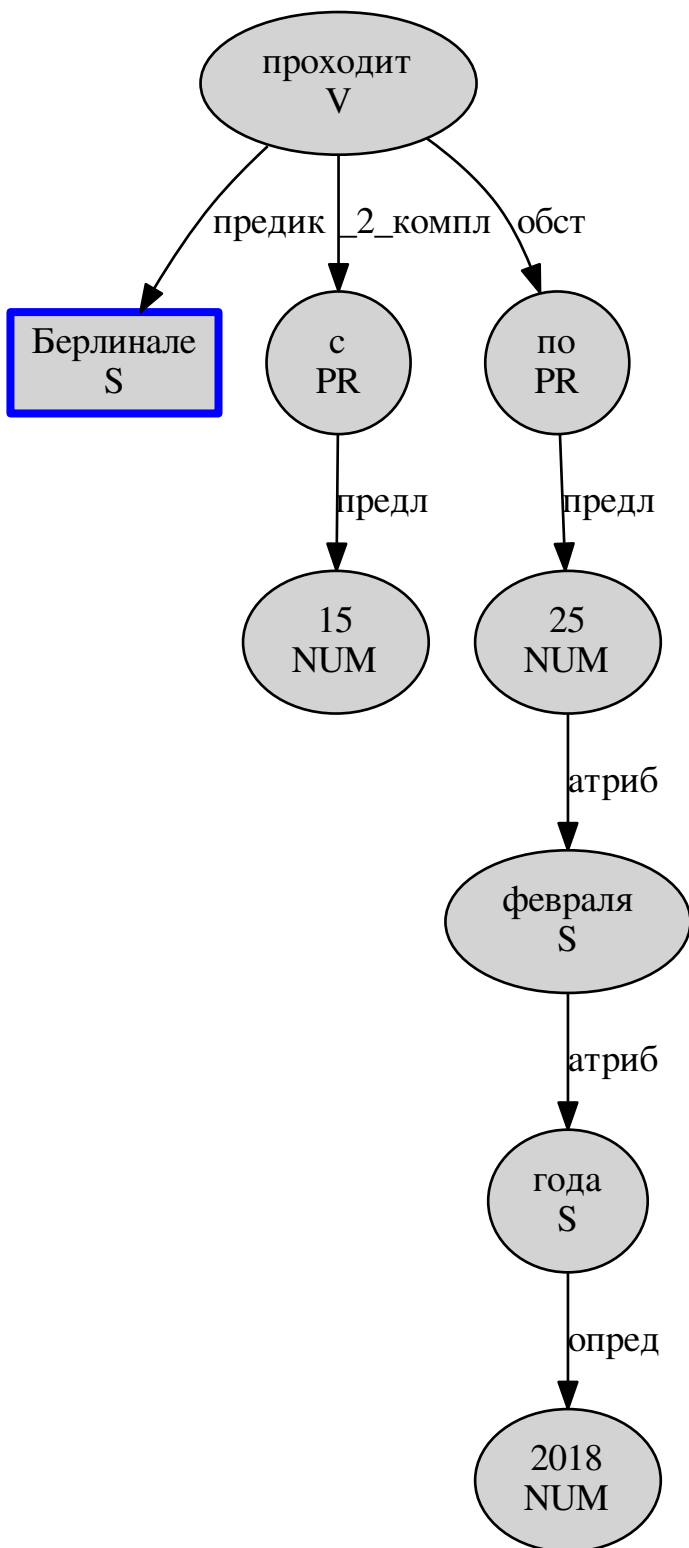 проходит
V
предик
_2_компл
обст
Берлинале
S
с
PR
по
PR
предл
предл
15
NUM
25
NUM
атриб
февраля
S
атриб
года
S
опред
2018
NUM